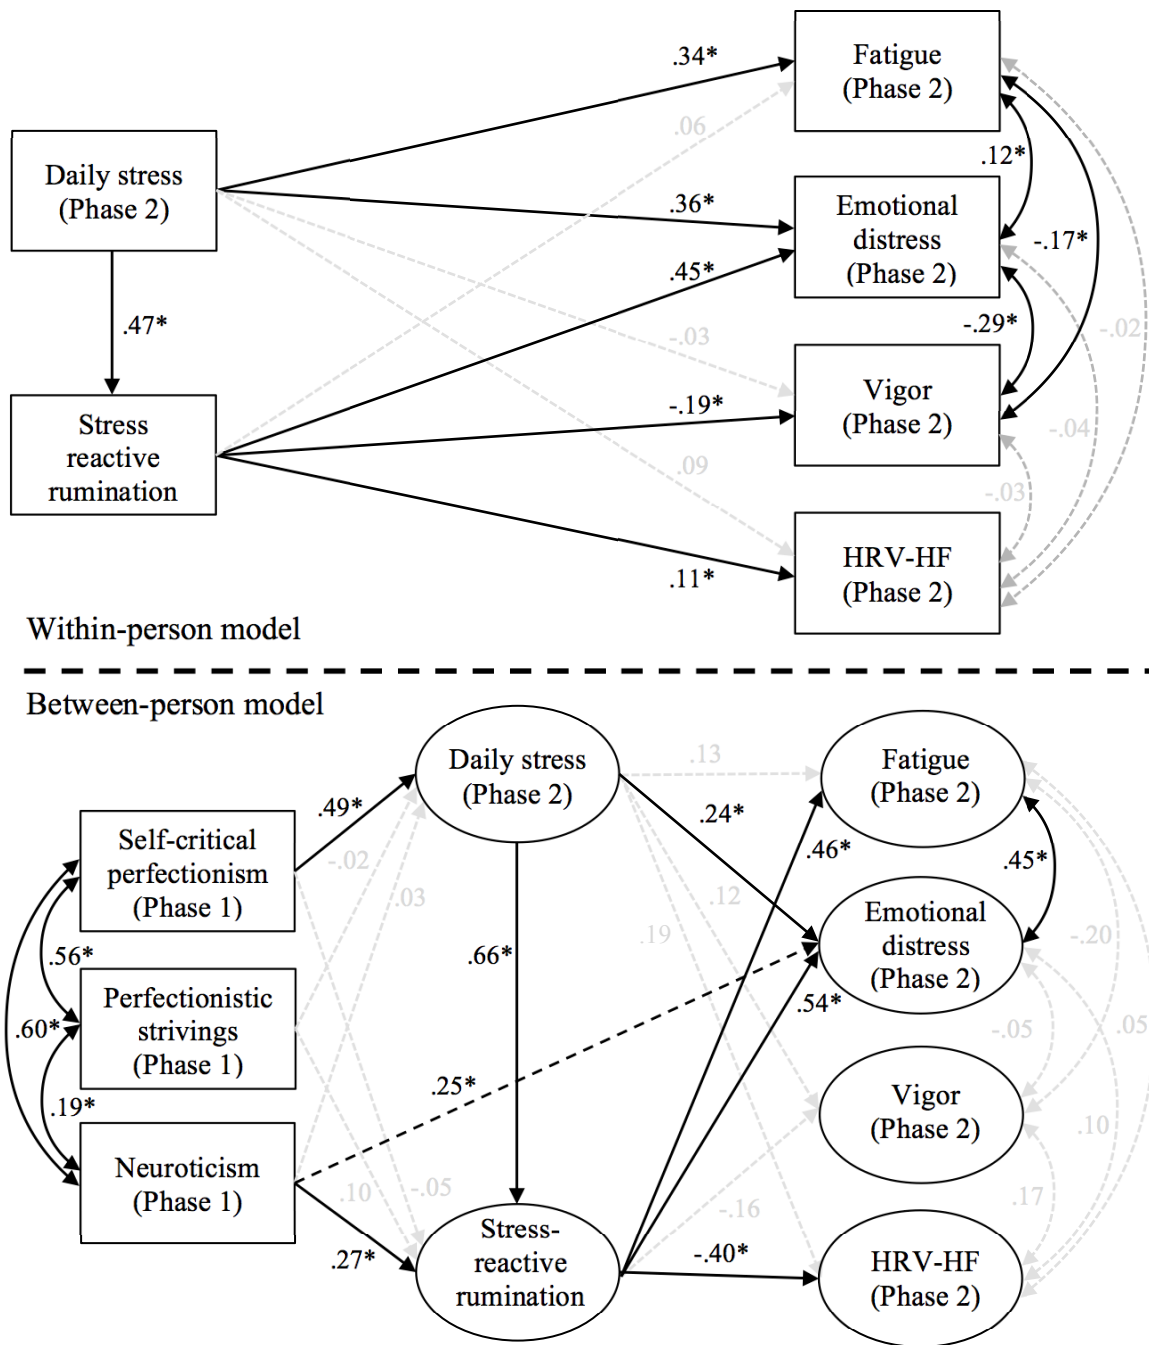 Fatigue
(Phase 2)
.34*
.06
Daily stress
(Phase 2)
.12*
.36*
Emotional
distress
(Phase 2)
-.17*
.45*
.47*
-.29*
-.02
-.03
Vigor
(Phase 2)
-.19*
Stress
reactive
rumination
-.04
.09
-.03
HRV-HF
(Phase 2)
.11*
Within-person model
Between-person model
Daily stress
(Phase 2)
Fatigue
(Phase 2)
.13
.49*
.24*
Self-critical
perfectionism
(Phase 1)
-.02
.03
.46*
.45*
.12
.19
Emotional
distress
(Phase 2)
-.20
.56*
.66*
Perfectionistic
strivings
(Phase 1)
.54*
.60*
-.05
.05
.25*
.19*
Vigor
(Phase 2)
.10
Neuroticism
(Phase 1)
.10
-.05
.17
-.16
Stress-
reactive
rumination
.27*
-.40*
HRV-HF
(Phase 2)